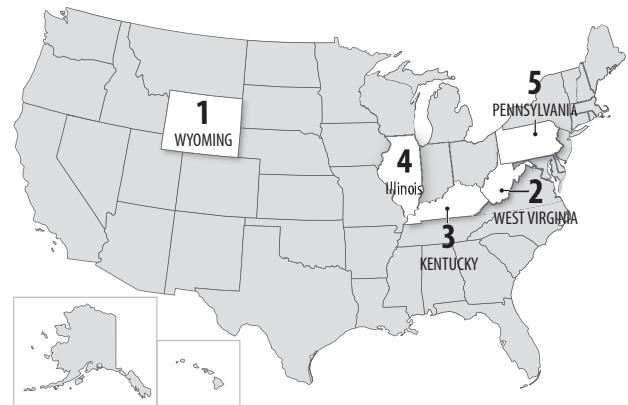 1
WYOMING
5
PENNSYLVANIA
4
Illinois
2
WEST VIRGINIA
3
KENTUCKY